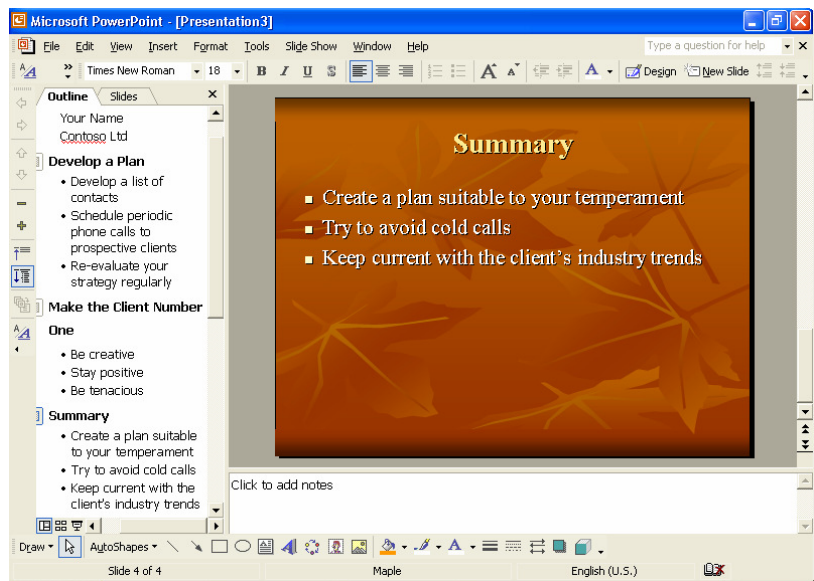 Microsoft PowerPoint - [Presentation3]
File Edit View Insert Format Tools Slide Show Window Help Type a question for help
Times New Roman 18 B I U S A A A Design New Slide
Outline Slides
Your Name
Contoso Ltd
Develop a Plan
• Develop a list of
contacts
• Schedule periodic
phone calls to
prospective clients
• Re-evaluate your
strategy regularly
Make the Client Number
One
• Be creative
• Stay positive
• Be tenacious
Summary
• Create a plan suitable
to your temperament
• Try to avoid cold calls
• Keep current with the
client's industry trends
Summary
Create a plan suitable to your temperament
Try to avoid cold calls
Keep current with the client's industry trends
Click to add notes
Draw AutoShapes
Slide 4 of 4 Maple English (U.S.)